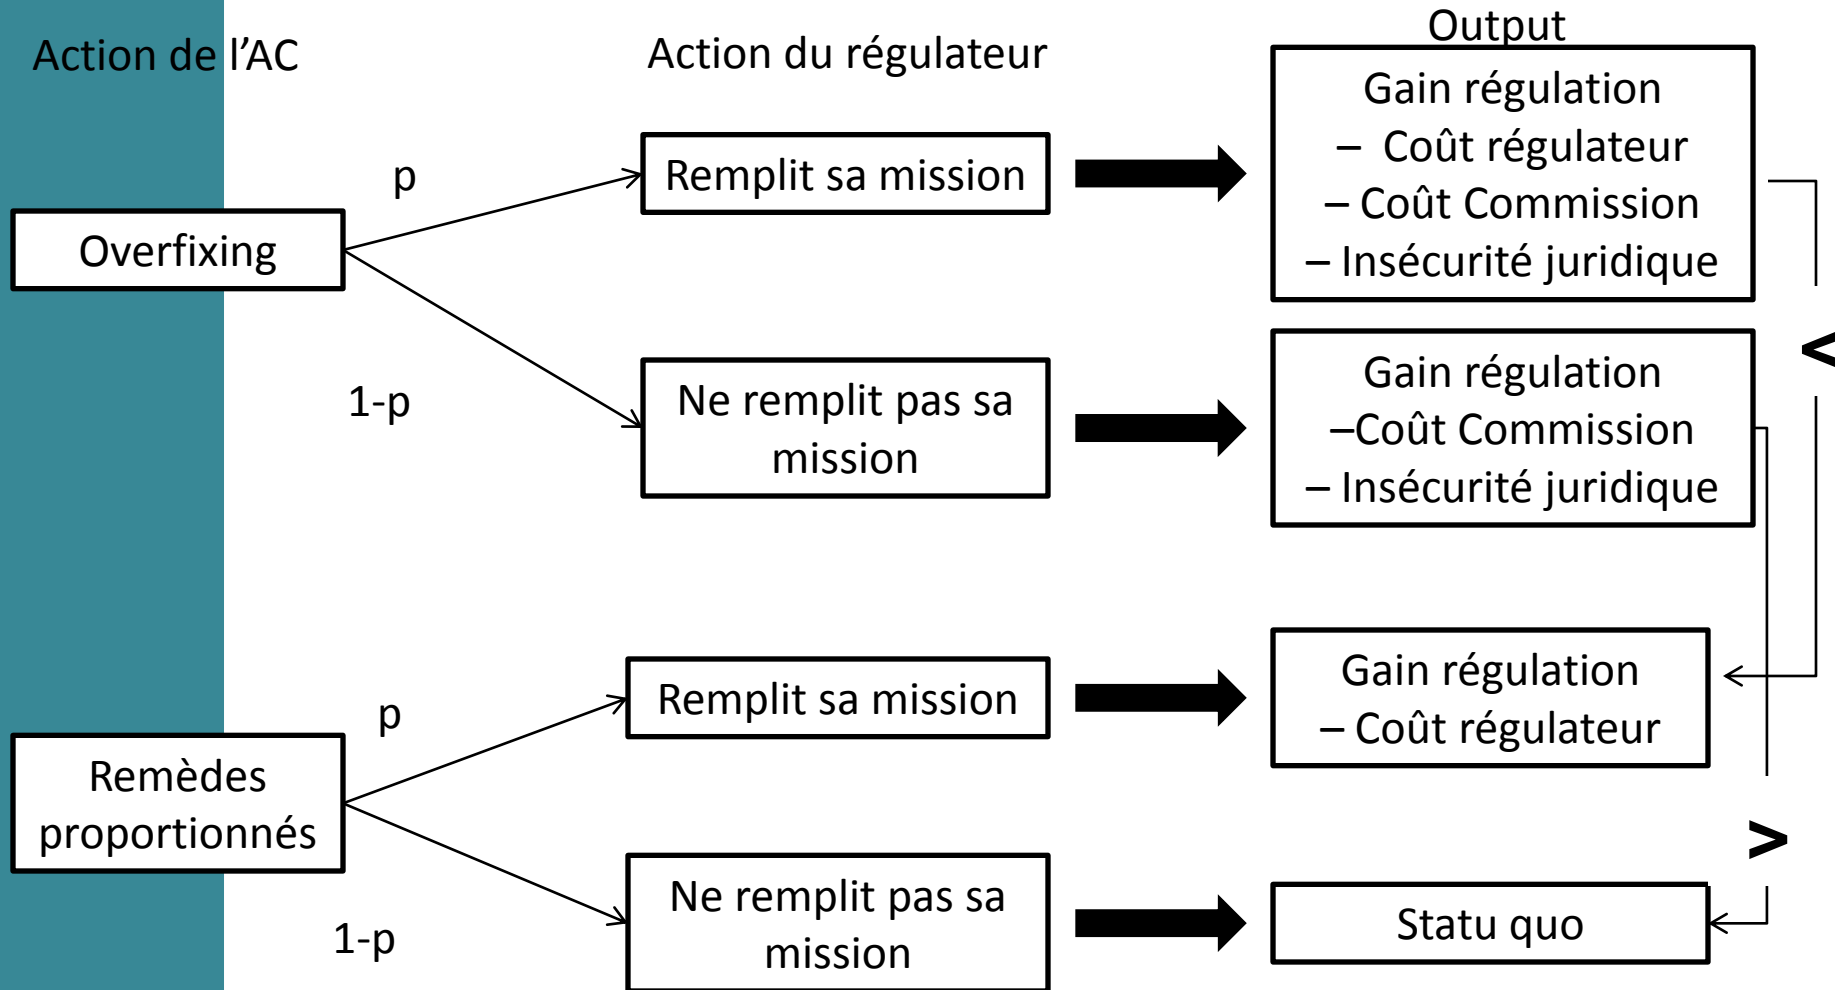 Action de l’AC
Action du régulateur
Output
p
Remplit sa mission
Gain régulation
– Coût régulateur
– Coût Commission
– Insécurité juridique
Overfixing
<
1-p
Ne remplit pas sa
mission
Gain régulation
–Coût Commission
– Insécurité juridique
p
Remplit sa mission
Gain régulation
– Coût régulateur
Remèdes
proportionnés
>
1-p
Ne remplit pas sa
mission
Statu quo